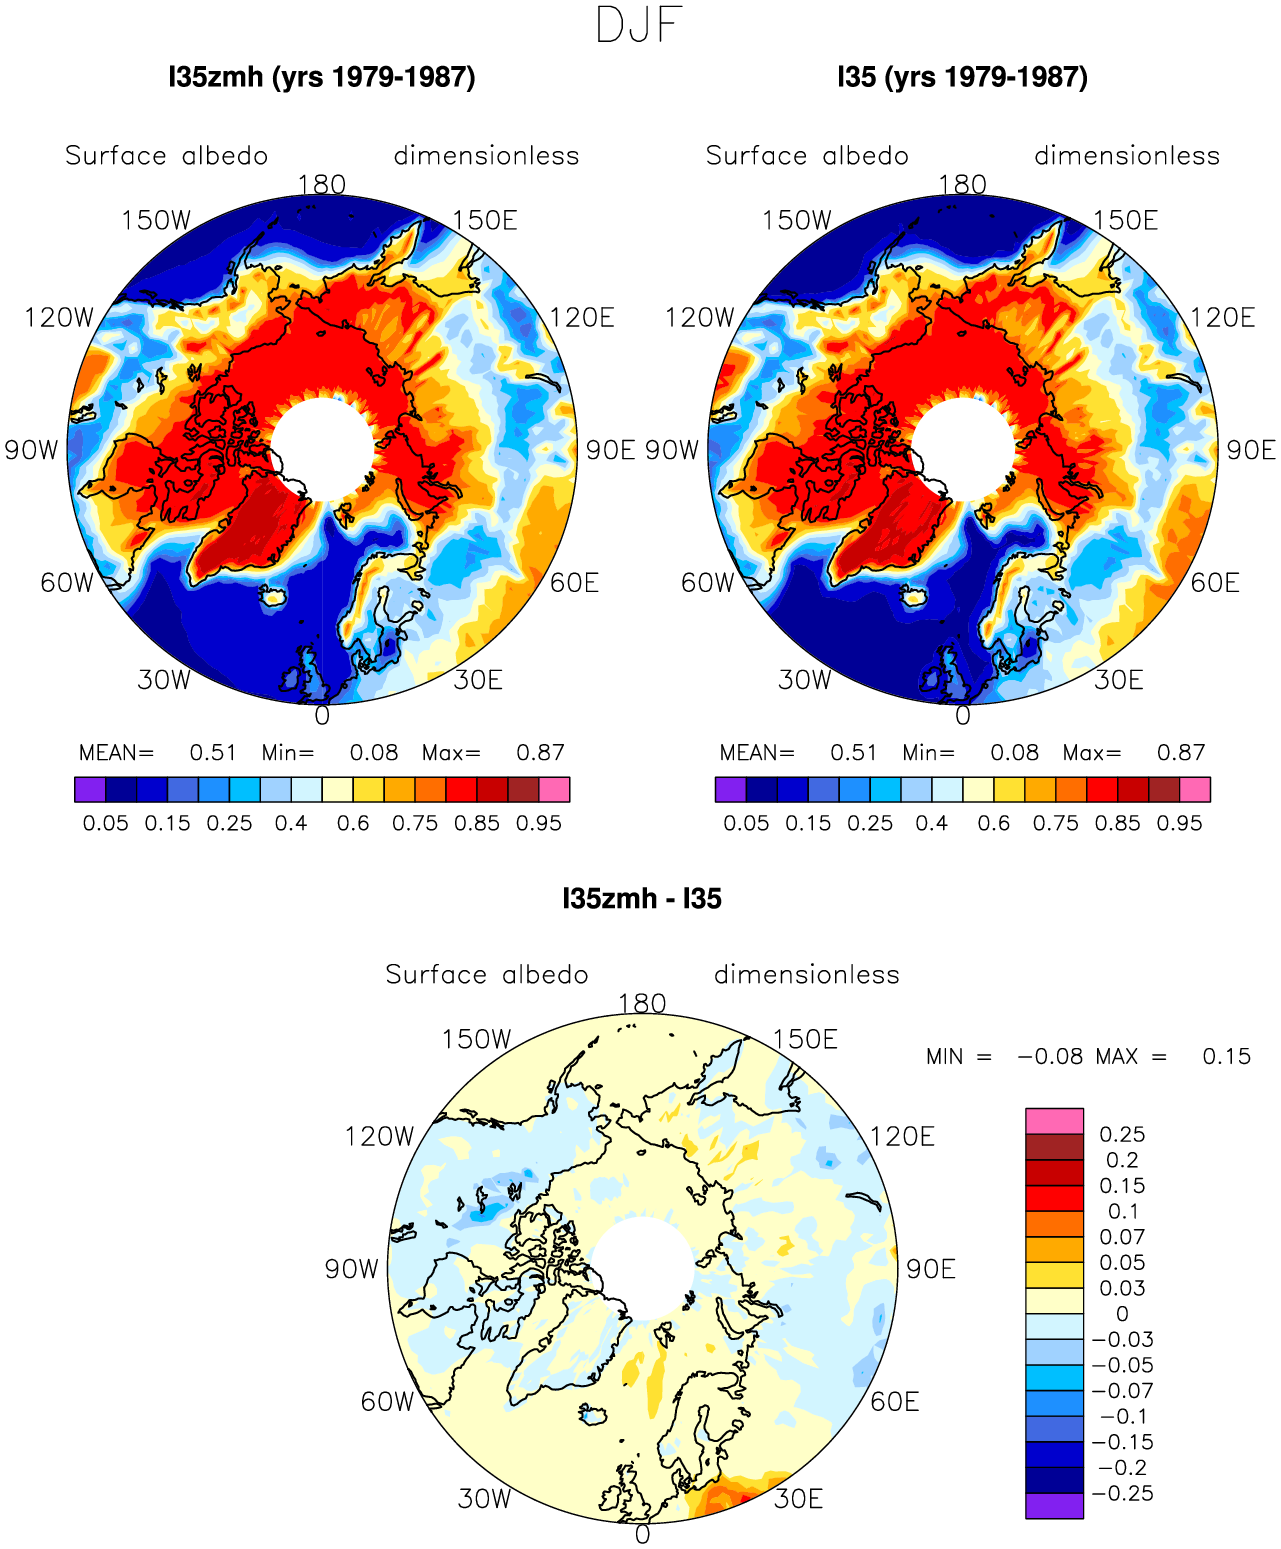 DJF
I35zmh (yrs 1979-1987)
I35 (yrs 1979-1987)
Surface albedo dimensionless
Surface albedo dimensionless
180
150W 150E
120W 120E
90W 90E
60W 60E
30W 30E
0
180
150W 150E
120W 120E
90W 90E
60W 60E
30W 30E
0
MEAN= 0.51 Min= 0.08 Max= 0.87
0.05 0.15 0.25 0.4 0.6 0.75 0.85 0.95
MEAN= 0.51 Min= 0.08 Max= 0.87
0.05 0.15 0.25 0.4 0.6 0.75 0.85 0.95
I35zmh - I35
Surface albedo dimensionless
180
150W 150E
120W 120E
90W 90E
60W 60E
30W 30E
0
MIN = -0.08 MAX = 0.15
0.25
0.2
0.15
0.1
0.07
0.05
0.03
0
-0.03
-0.05
-0.07
-0.1
-0.15
-0.2
-0.25